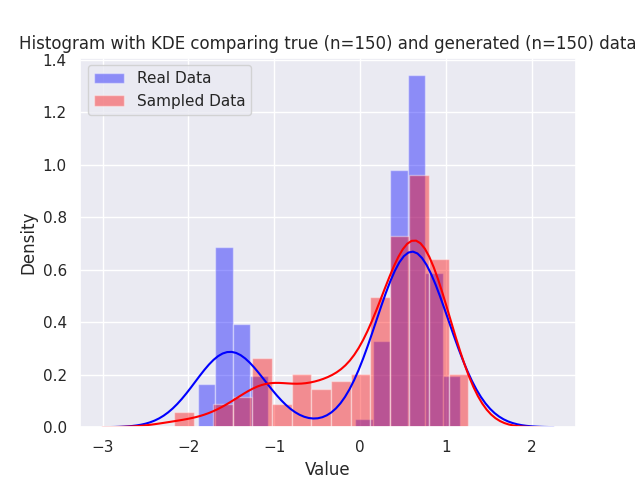 Histogram with KDE comparing true (n=150) and generated (n=150) data
Real Data
Sampled Data
Density
1.4
1.2
1.0
0.8
0.6
0.4
0.2
0.0
−3
−2
−1
0
1
2
Value